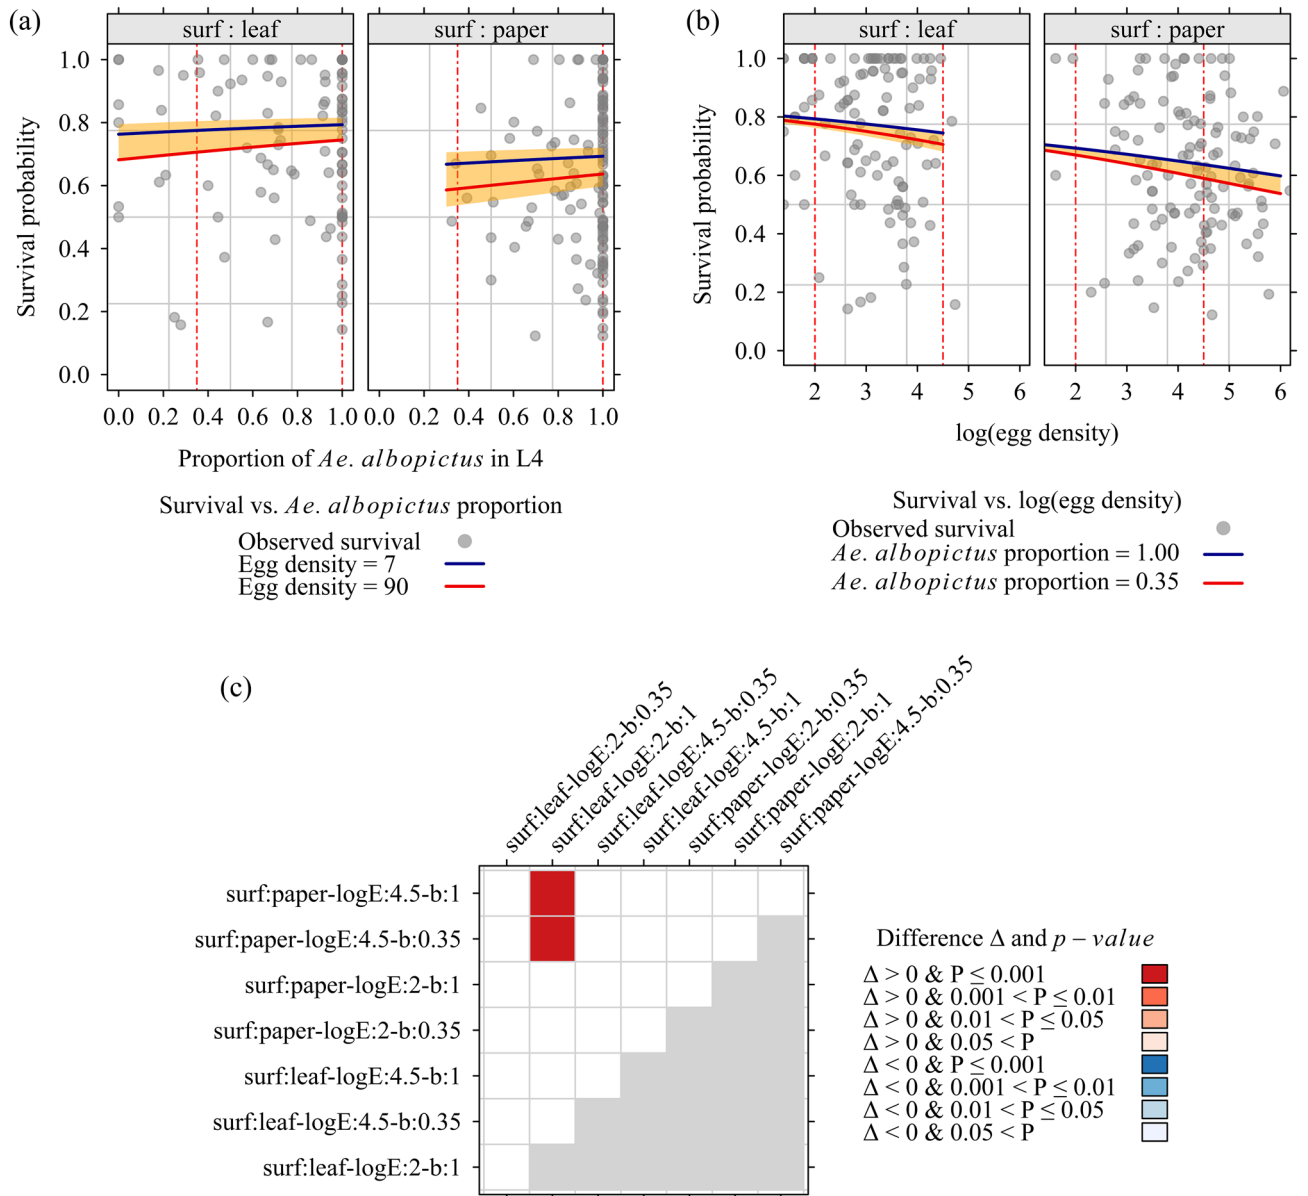 (a)
surf : leaf
surf : paper
1.0
0.8
0.6
0.4
0.2
0.0
Survival probability
0.0 0.2 0.4 0.6 0.8 1.0
0.0 0.2 0.4 0.6 0.8 1.0
Proportion of Ae. albopictus in L4
Survival vs. Ae. albopictus proportion
Observed survival
Egg density = 7
Egg density = 90
(b)
surf : leaf
surf : paper
1.0
0.8
0.6
0.4
0.2
0.0
Survival probability
2 3 4 5 6
2 3 4 5 6
log(egg density)
Survival vs. log(egg density)
Observed survival
Ae. albopictus proportion = 1.00
Ae. albopictus proportion = 0.35
(c)
surf:leaf-logE:2-b:0.35
surf:leaf-logE:2-b:1
surf:leaf-logE:4.5-b:0.35
surf:leaf-logE:4.5-b:1
surf:paper-logE:2-b:0.35
surf:paper-logE:2-b:1
surf:paper-logE:4.5-b:0.35
surf:paper-logE:4.5-b:1
surf:paper-logE:4.5-b:0.35
surf:paper-logE:2-b:1
surf:paper-logE:2-b:0.35
surf:leaf-logE:4.5-b:1
surf:leaf-logE:4.5-b:0.35
surf:leaf-logE:2-b:1
Difference Δ and p – value
Δ > 0 & P ≤ 0.001
Δ > 0 & 0.001 < P ≤ 0.01
Δ > 0 & 0.01 < P ≤ 0.05
Δ > 0 & 0.05 < P
Δ < 0 & P ≤ 0.001
Δ < 0 & 0.001 < P ≤ 0.01
Δ < 0 & 0.01 < P ≤ 0.05
Δ < 0 & 0.05 < P